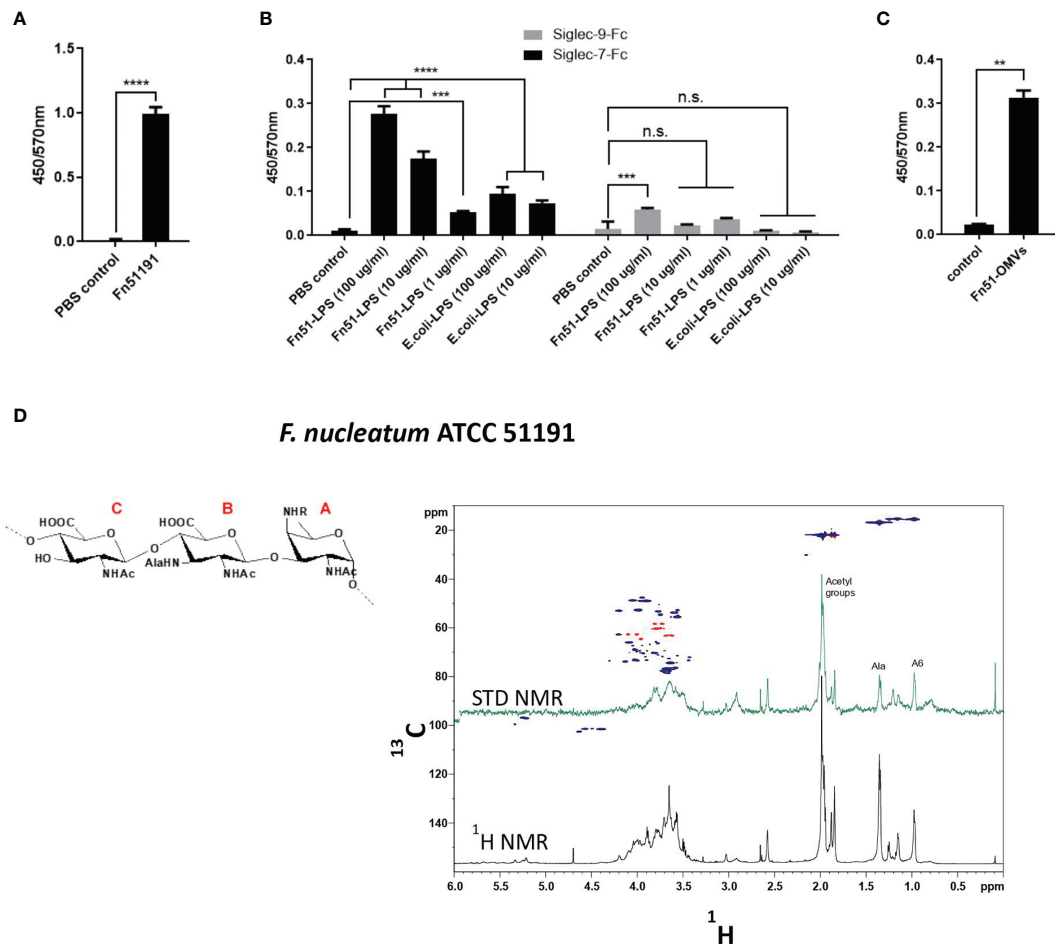 A
B
C
1.5
1.0
0.5
0.0
450/570nm
****
PBS control
Fn51191
Siglec-9-Fc
Siglec-7-Fc
0.4
0.3
0.2
0.1
0.0
450/570nm
****
***
n.s.
n.s.
***
PBS control
Fn51-LPS (100 ug/ml)
Fn51-LPS (10 ug/ml)
Fn51-LPS (1 ug/ml)
E.coli-LPS (100 ug/ml)
E.coli-LPS (10 ug/ml)
PBS control
Fn51-LPS (100 ug/ml)
Fn51-LPS (10 ug/ml)
Fn51-LPS (1 ug/ml)
E.coli-LPS (100 ug/ml)
E.coli-LPS (10 ug/ml)
0.4
0.3
0.2
0.1
0.0
450/570nm
**
control
Fn51-OMVs
D
F. nucleatum ATCC 51191
C
B
A
HOOC
O
O
HO
NHAc
HOOC
O
O
AlaHN
NHAc
NHR
O
O
NHAc
O
ppm
20
40
60
80
100
120
140
13C
Acetyl
groups
Ala
A6
STD NMR
1H NMR
6.0 5.5 5.0 4.5 4.0 3.5 3.0 2.5 2.0 1.5 1.0 0.5 ppm
1H